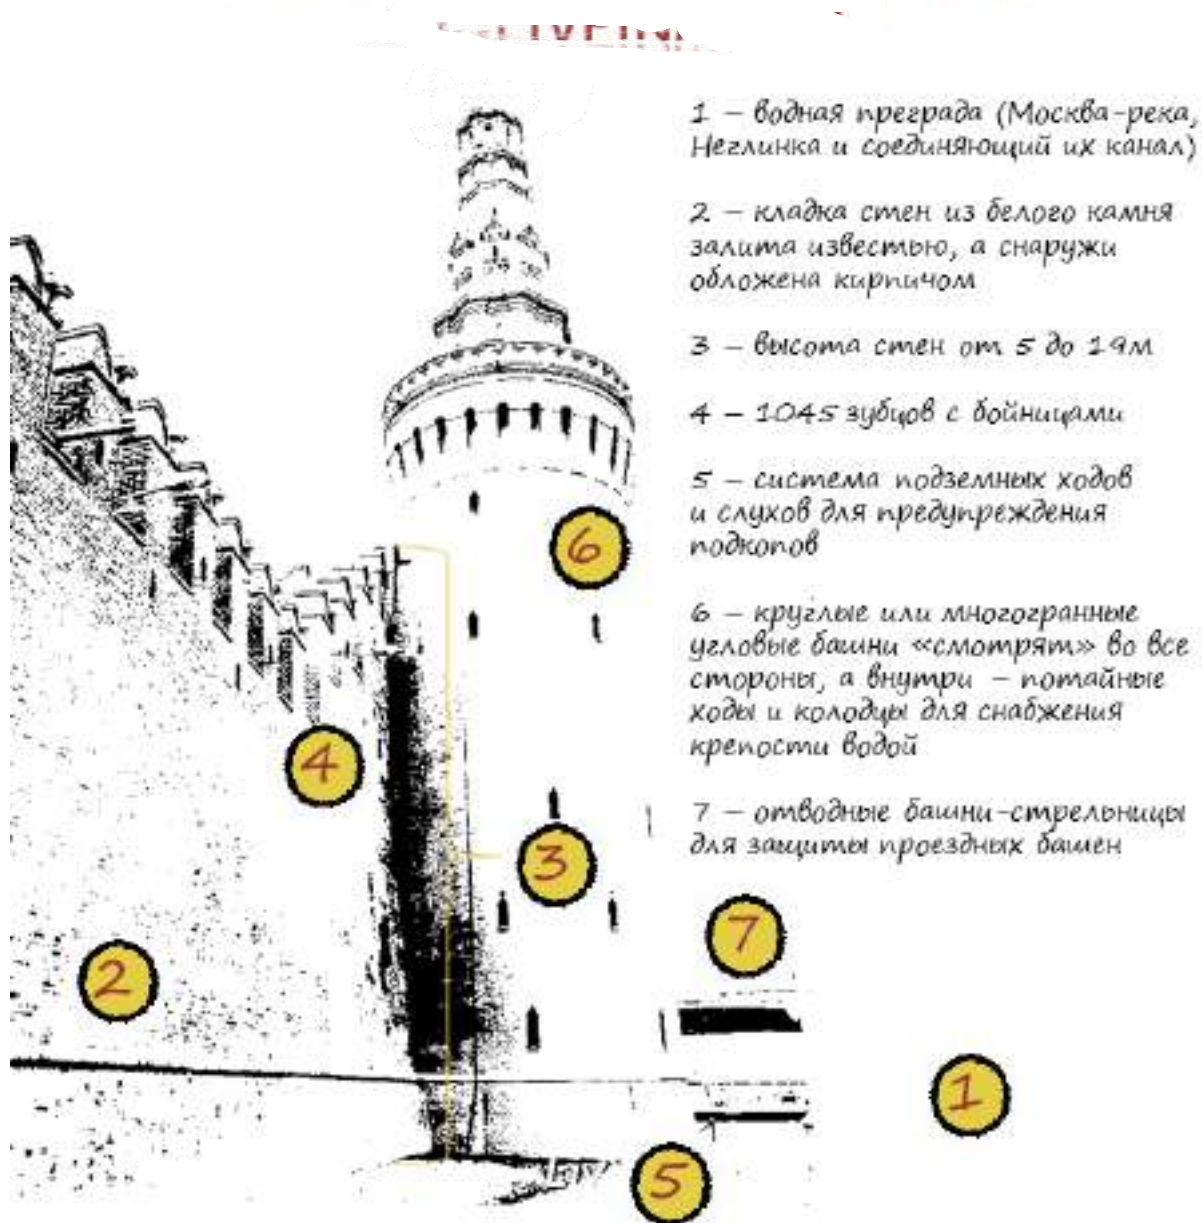 1 – водная преграда (Москва-река,
Неглинка и соединяющий их канал)
2 – кладка стен из белого камня
залита известью, а снаружи
обложена кирпичом
3 – высота стен от 5 до 19м
4 – 1045 зубцов с бойницами
5 – система подземных ходов
и слухов для предупреждения
подкопов
6 – круглые или многогранные
угловые башни «смотрят» во все
стороны, а внутри – потайные
ходы и колодцы для снабжения
крепости водой
7 – отводные башни-стрельницы
для защиты проездных башен
6
4
3
7
2
1
5